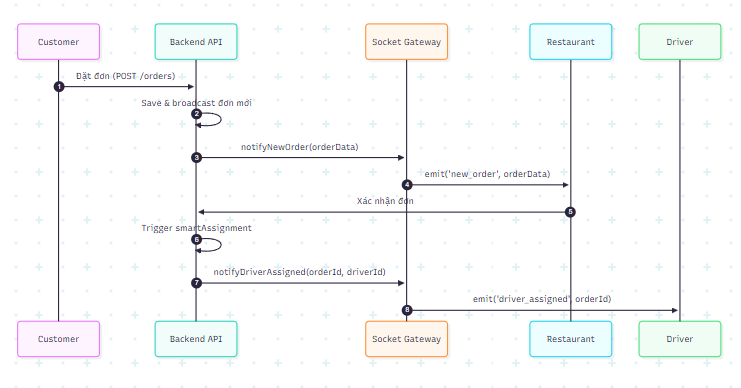 Customer
Backend API
Socket Gateway
Restaurant
Driver
Đặt đơn (POST /orders)
1
Save & broadcast đơn mới
2
notifyNewOrder(orderData)
3
emit('new_order', orderData)
4
Xác nhận đơn
5
Trigger smartAssignment
6
notifyDriverAssigned(orderId, driverId)
7
emit('driver_assigned', orderId)
8
Customer
Backend API
Socket Gateway
Restaurant
Driver